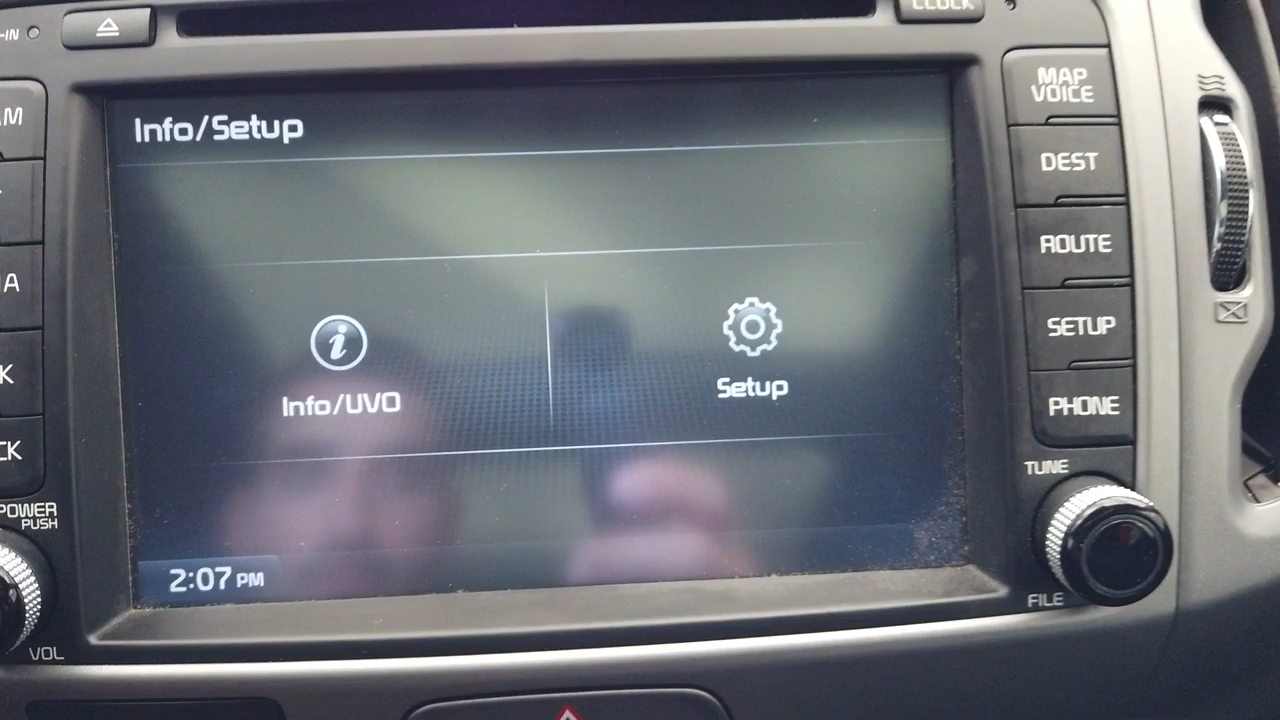 CLOCK
-IN
MAP
VOICE
Info/Setup
DEST
ROUTE
SETUP
Info/UVO
Setup
PHONE
TUNE
POWER
PUSH
2:07 PM
FILE
VOL